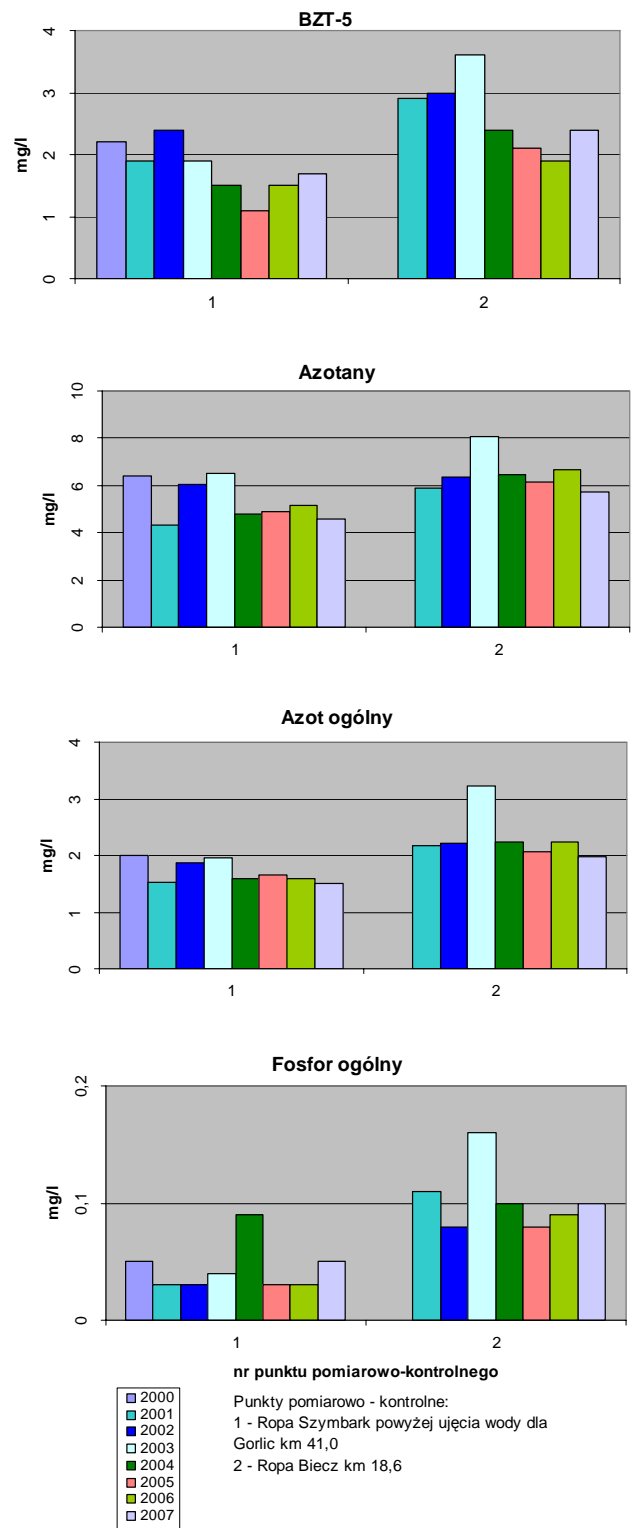 BZT-5
4
3
2
1
0
mg/l
1 2
Azotany
10
8
6
4
2
0
mg/l
1 2
Azot ogólny
4
3
2
1
0
mg/l
1 2
Fosfor ogólny
0,2
0,1
0
mg/l
1 2
nr punktu pomiarowo-kontrolnego
Punkty pomiarowo - kontrolne:
1 - Ropa Szymbark powyżej ujęcia wody dla
Gorlic km 41,0
2 - Ropa Biecz km 18,6
2000
2001
2002
2003
2004
2005
2006
2007